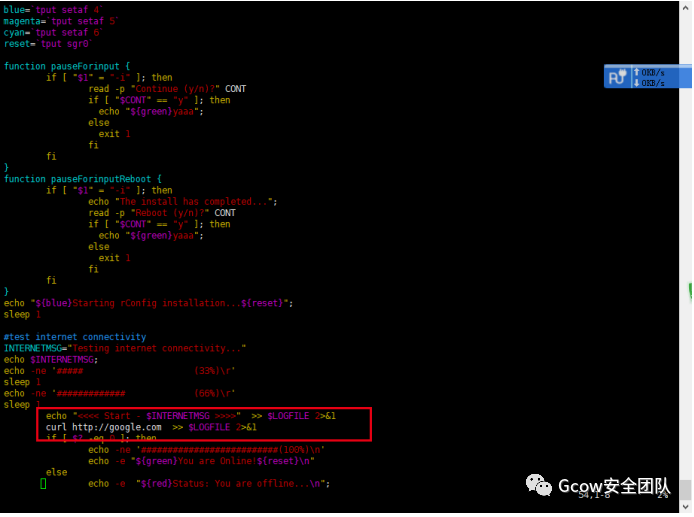 blue=`tput setaf 4`
magenta=`tput setaf 5`
cyan=`tput setaf 6`
reset=`tput sgr0`
function pauseForinput {
        if [ "$1" = "-i" ]; then
                read -p "Continue (y/n)?" CONT
                if [ "$CONT" == "y" ]; then
                  echo "${green}yaaa";
                else
                  exit 1
                fi
        fi
}
function pauseForinputReboot {
        if [ "$1" = "-i" ]; then
                echo "The install has completed...";
                read -p "Reboot (y/n)?" CONT
                if [ "$CONT" == "y" ]; then
                  echo "${green}yaaa";
                else
                  exit 1
                fi
        fi
}
echo "${blue}Starting rConfig installation...${reset}";
sleep 1
#test internet connectivity
INTERNETMSG="Testing internet connectivity..."
echo $INTERNETMSG;
echo -ne '#####                     (33%)\r'
sleep 1
echo -ne '#############             (66%)\r'
sleep 1
        echo "<<<< Start - $INTERNETMSG >>>>"  >> $LOGFILE 2>&1
        curl http://google.com  >> $LOGFILE 2>&1
        if [ $? -eq 0 ]; then
                echo -ne '##########################(100%)\n'
                echo -e "${green}You are Online!${reset}\n"
        else
                echo -e  "${red}Status: You are offline...\n";
54,1-8 2%
0KB/s
0KB/s
Gcow安全团队